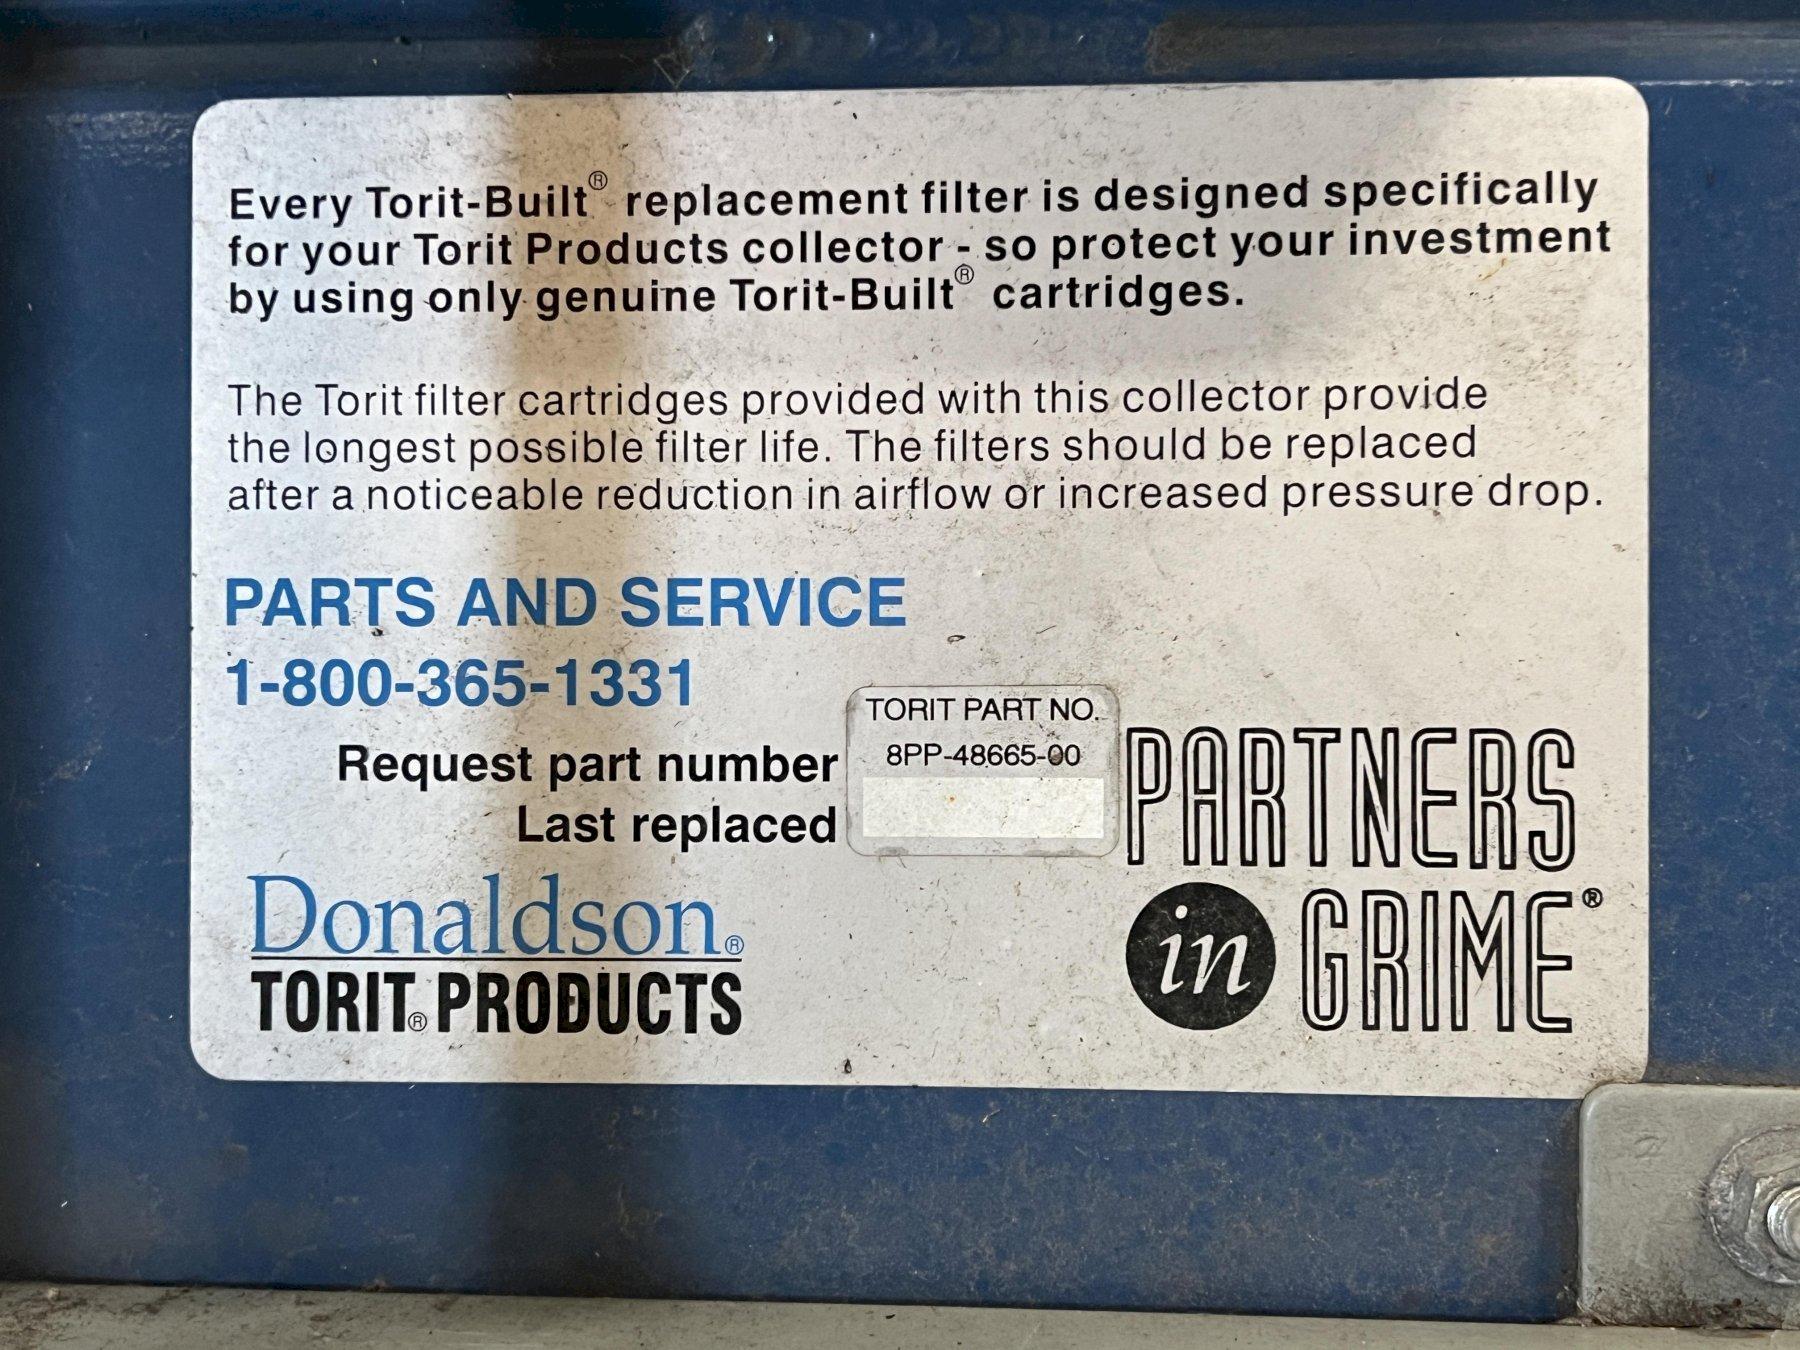 Every Torit-Built® replacement filter is designed specifically
for your Torit Products collector - so protect your investment
by using only genuine Torit-Built® cartridges.
The Torit filter cartridges provided with this collector provide
the longest possible filter life. The filters should be replaced
after a noticeable reduction in airflow or increased pressure drop.
PARTS AND SERVICE
1-800-365-1331
Request part number
Last replaced
TORIT PART NO.
8PP-48665-00
Donaldson®
TORIT® PRODUCTS
PARTNERS
in GRIME®